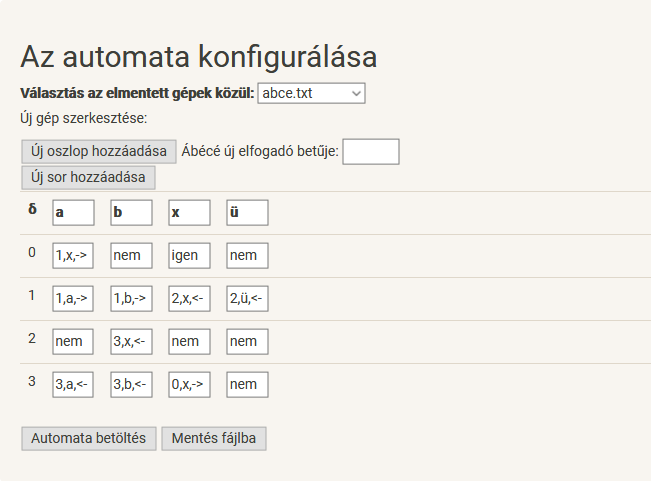 Az automata konfigurálása
Választás az elmentett gépek közül: abce.txt
Új gép szerkesztése:
Új oszlop hozzáadása Ábécé új elfogadó betűje:
Új sor hozzáadása
δ a b x ü
0 1,x,-> nem igen nem
1 1,a,-> 1,b,-> 2,x,<- 2,ü,<-
2 nem 3,x,<- nem nem
3 3,a,<- 3,b,<- 0,x,-> nem
Automata betöltés Mentés fájlba